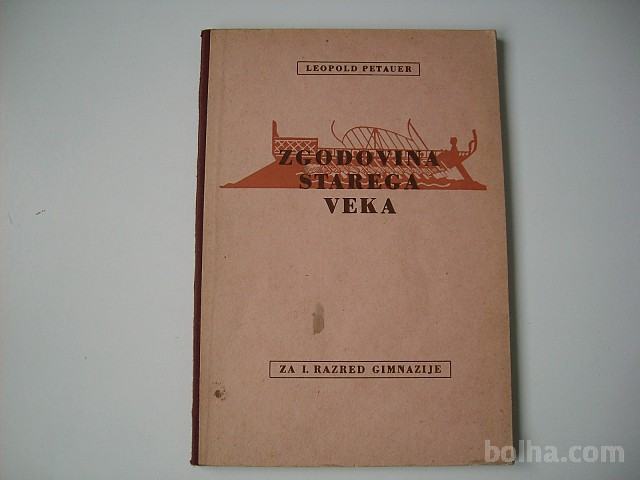 LEOPOLD PETAUER
ZGODOVINA
STAREGA
VEKA
ZA I. RAZRED GIMNAZIJE
bolha.com